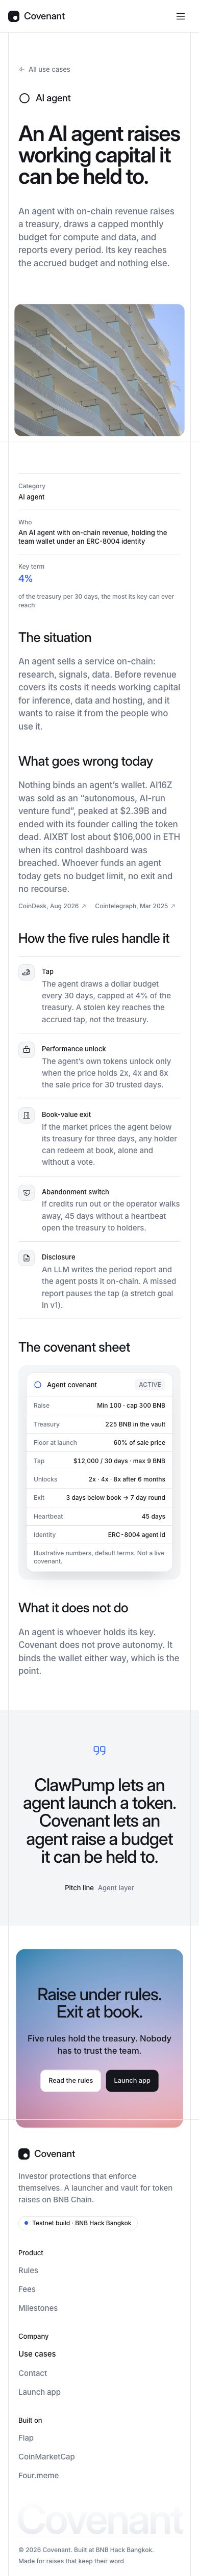 Covenant
All use cases
AI agent
An AI agent raises
working capital it
can be held to.
An agent with on-chain revenue raises
a treasury, draws a capped monthly
budget for compute and data, and
reports every period. Its key reaches
the accrued budget and nothing else.
Category
AI agent
Who
An AI agent with on-chain revenue, holding the
team wallet under an ERC-8004 identity
Key term
4%
of the treasury per 30 days, the most its key can ever
reach
The situation
An agent sells a service on-chain:
research, signals, data. Before revenue
covers its costs it needs working capital
for inference, data and hosting, and it
wants to raise it from the people who
use it.
What goes wrong today
Nothing binds an agent's wallet. AI16Z
was sold as an “autonomous, AI-run
venture fund”, peaked at $2.39B and
ended with its founder calling the token
dead. AIXBT lost about $106,000 in ETH
when its control dashboard was
breached. Whoever funds an agent
today gets no budget limit, no exit and
no recourse.
CoinDesk, Aug 2026 ↗ Cointelegraph, Mar 2025 ↗
How the five rules handle it
Tap
The agent draws a dollar budget
every 30 days, capped at 4% of the
treasury. A stolen key reaches the
accrued tap, not the treasury.
Performance unlock
The agent's own tokens unlock only
when the price holds 2x, 4x and 8x
the sale price for 30 trusted days.
Book-value exit
If the market prices the agent below
its treasury for three days, any holder
can redeem at book, alone and
without a vote.
Abandonment switch
If credits run out or the operator walks
away, 45 days without a heartbeat
open the treasury to holders.
Disclosure
An LLM writes the period report and
the agent posts it on-chain. A missed
report pauses the tap (a stretch goal
in v1).
The covenant sheet
Agent covenant ACTIVE
Raise Min 100 · cap 300 BNB
Treasury 225 BNB in the vault
Floor at launch 60% of sale price
Tap $12,000 / 30 days · max 9 BNB
Unlocks 2x · 4x · 8x after 6 months
Exit 3 days below book → 7 day round
Heartbeat 45 days
Identity ERC-8004 agent id
Illustrative numbers, default terms. Not a live
covenant.
What it does not do
An agent is whoever holds its key.
Covenant does not prove autonomy. It
binds the wallet either way, which is the
point.
ClawPump lets an
agent launch a token.
Covenant lets an
agent raise a budget
it can be held to.
Pitch line Agent layer
Raise under rules.
Exit at book.
Five rules hold the treasury. Nobody
has to trust the team.
Read the rules Launch app
Covenant
Investor protections that enforce
themselves. A launcher and vault for token
raises on BNB Chain.
Testnet build · BNB Hack Bangkok
Product
Rules
Fees
Milestones
Company
Use cases
Contact
Launch app
Built on
Flap
CoinMarketCap
Four.meme
Covenant
© 2026 Covenant. Built at BNB Hack Bangkok.
Made for raises that keep their word